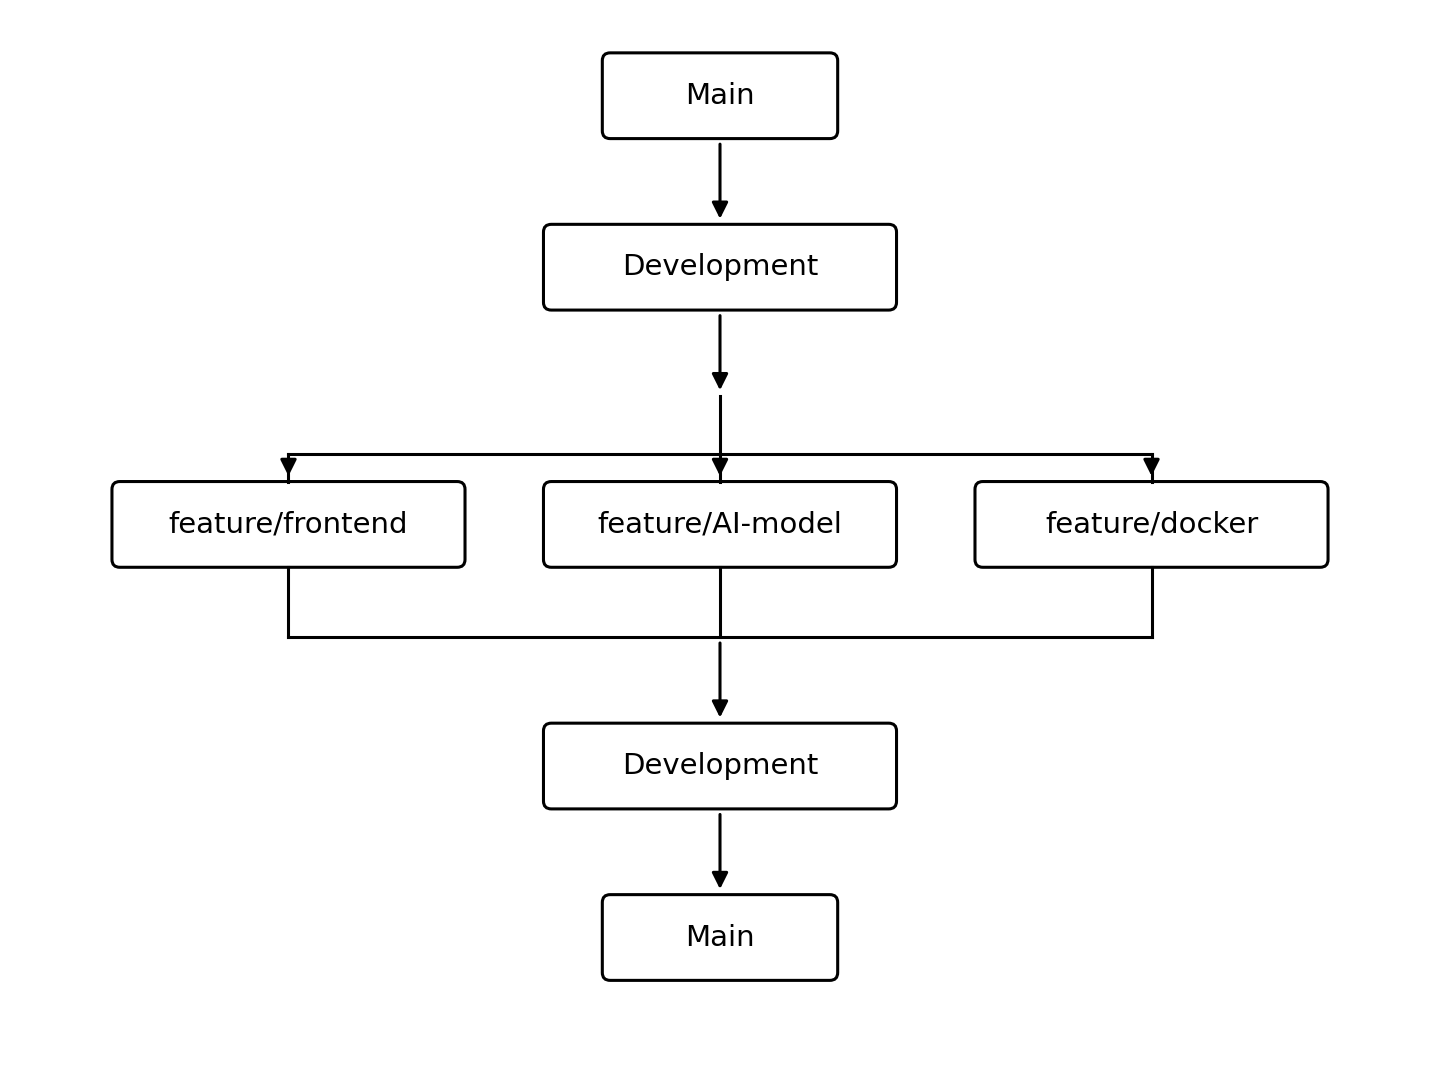 Main
Development
feature/frontend
feature/AI-model
feature/docker
Development
Main